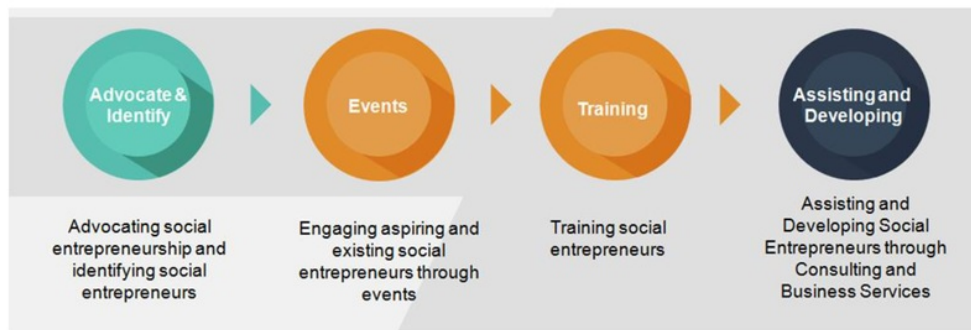 Advocate &
Identify
Events
Training
Assisting and
Developing
Advocating social
entrepreneurship and
identifying social
entrepreneurs
Engaging aspiring and
existing social
entrepreneurs through
events
Training social
entrepreneurs
Assisting and
Developing Social
Entrepreneurs through
Consulting and
Business Services